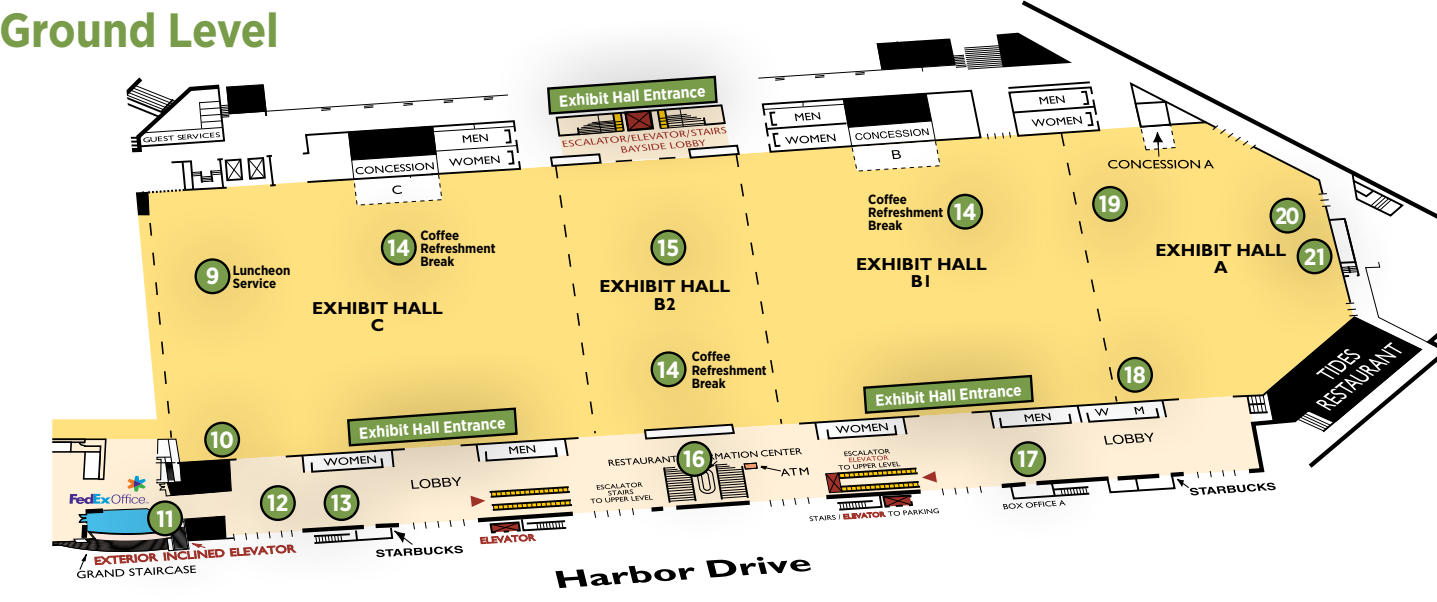 Ground Level
Exhibit Hall Entrance
ESCALATOR/ELEVATOR/STAIRS
BAYSIDE LOBBY
GUEST SERVICES
MEN
WOMEN
CONCESSION
C
MEN
WOMEN
CONCESSION
B
MEN
WOMEN
CONCESSION A
9
Luncheon
Service
14
Coffee
Refreshment
Break
EXHIBIT HALL
C
15
EXHIBIT HALL
B2
14
Coffee
Refreshment
Break
Coffee
Refreshment
Break
14
EXHIBIT HALL
B1
19
20
21
EXHIBIT HALL
A
18
TIDES
RESTAURANT
10
Exhibit Hall Entrance
Exhibit Hall Entrance
WOMEN
MEN
WOMEN
MEN
W M
LOBBY
LOBBY
FedEx Office
11
12
13
16
17
RESTAURANT
CENTER
ATM
ESCALATOR
STAIRS
TO UPPER LEVEL
ESCALATOR
ELEVATOR
TO UPPER LEVEL
STAIRS / ELEVATOR TO PARKING
BOX OFFICE A
STARBUCKS
STARBUCKS
ELEVATOR
EXTERIOR INCLINED ELEVATOR
GRAND STAIRCASE
Harbor Drive